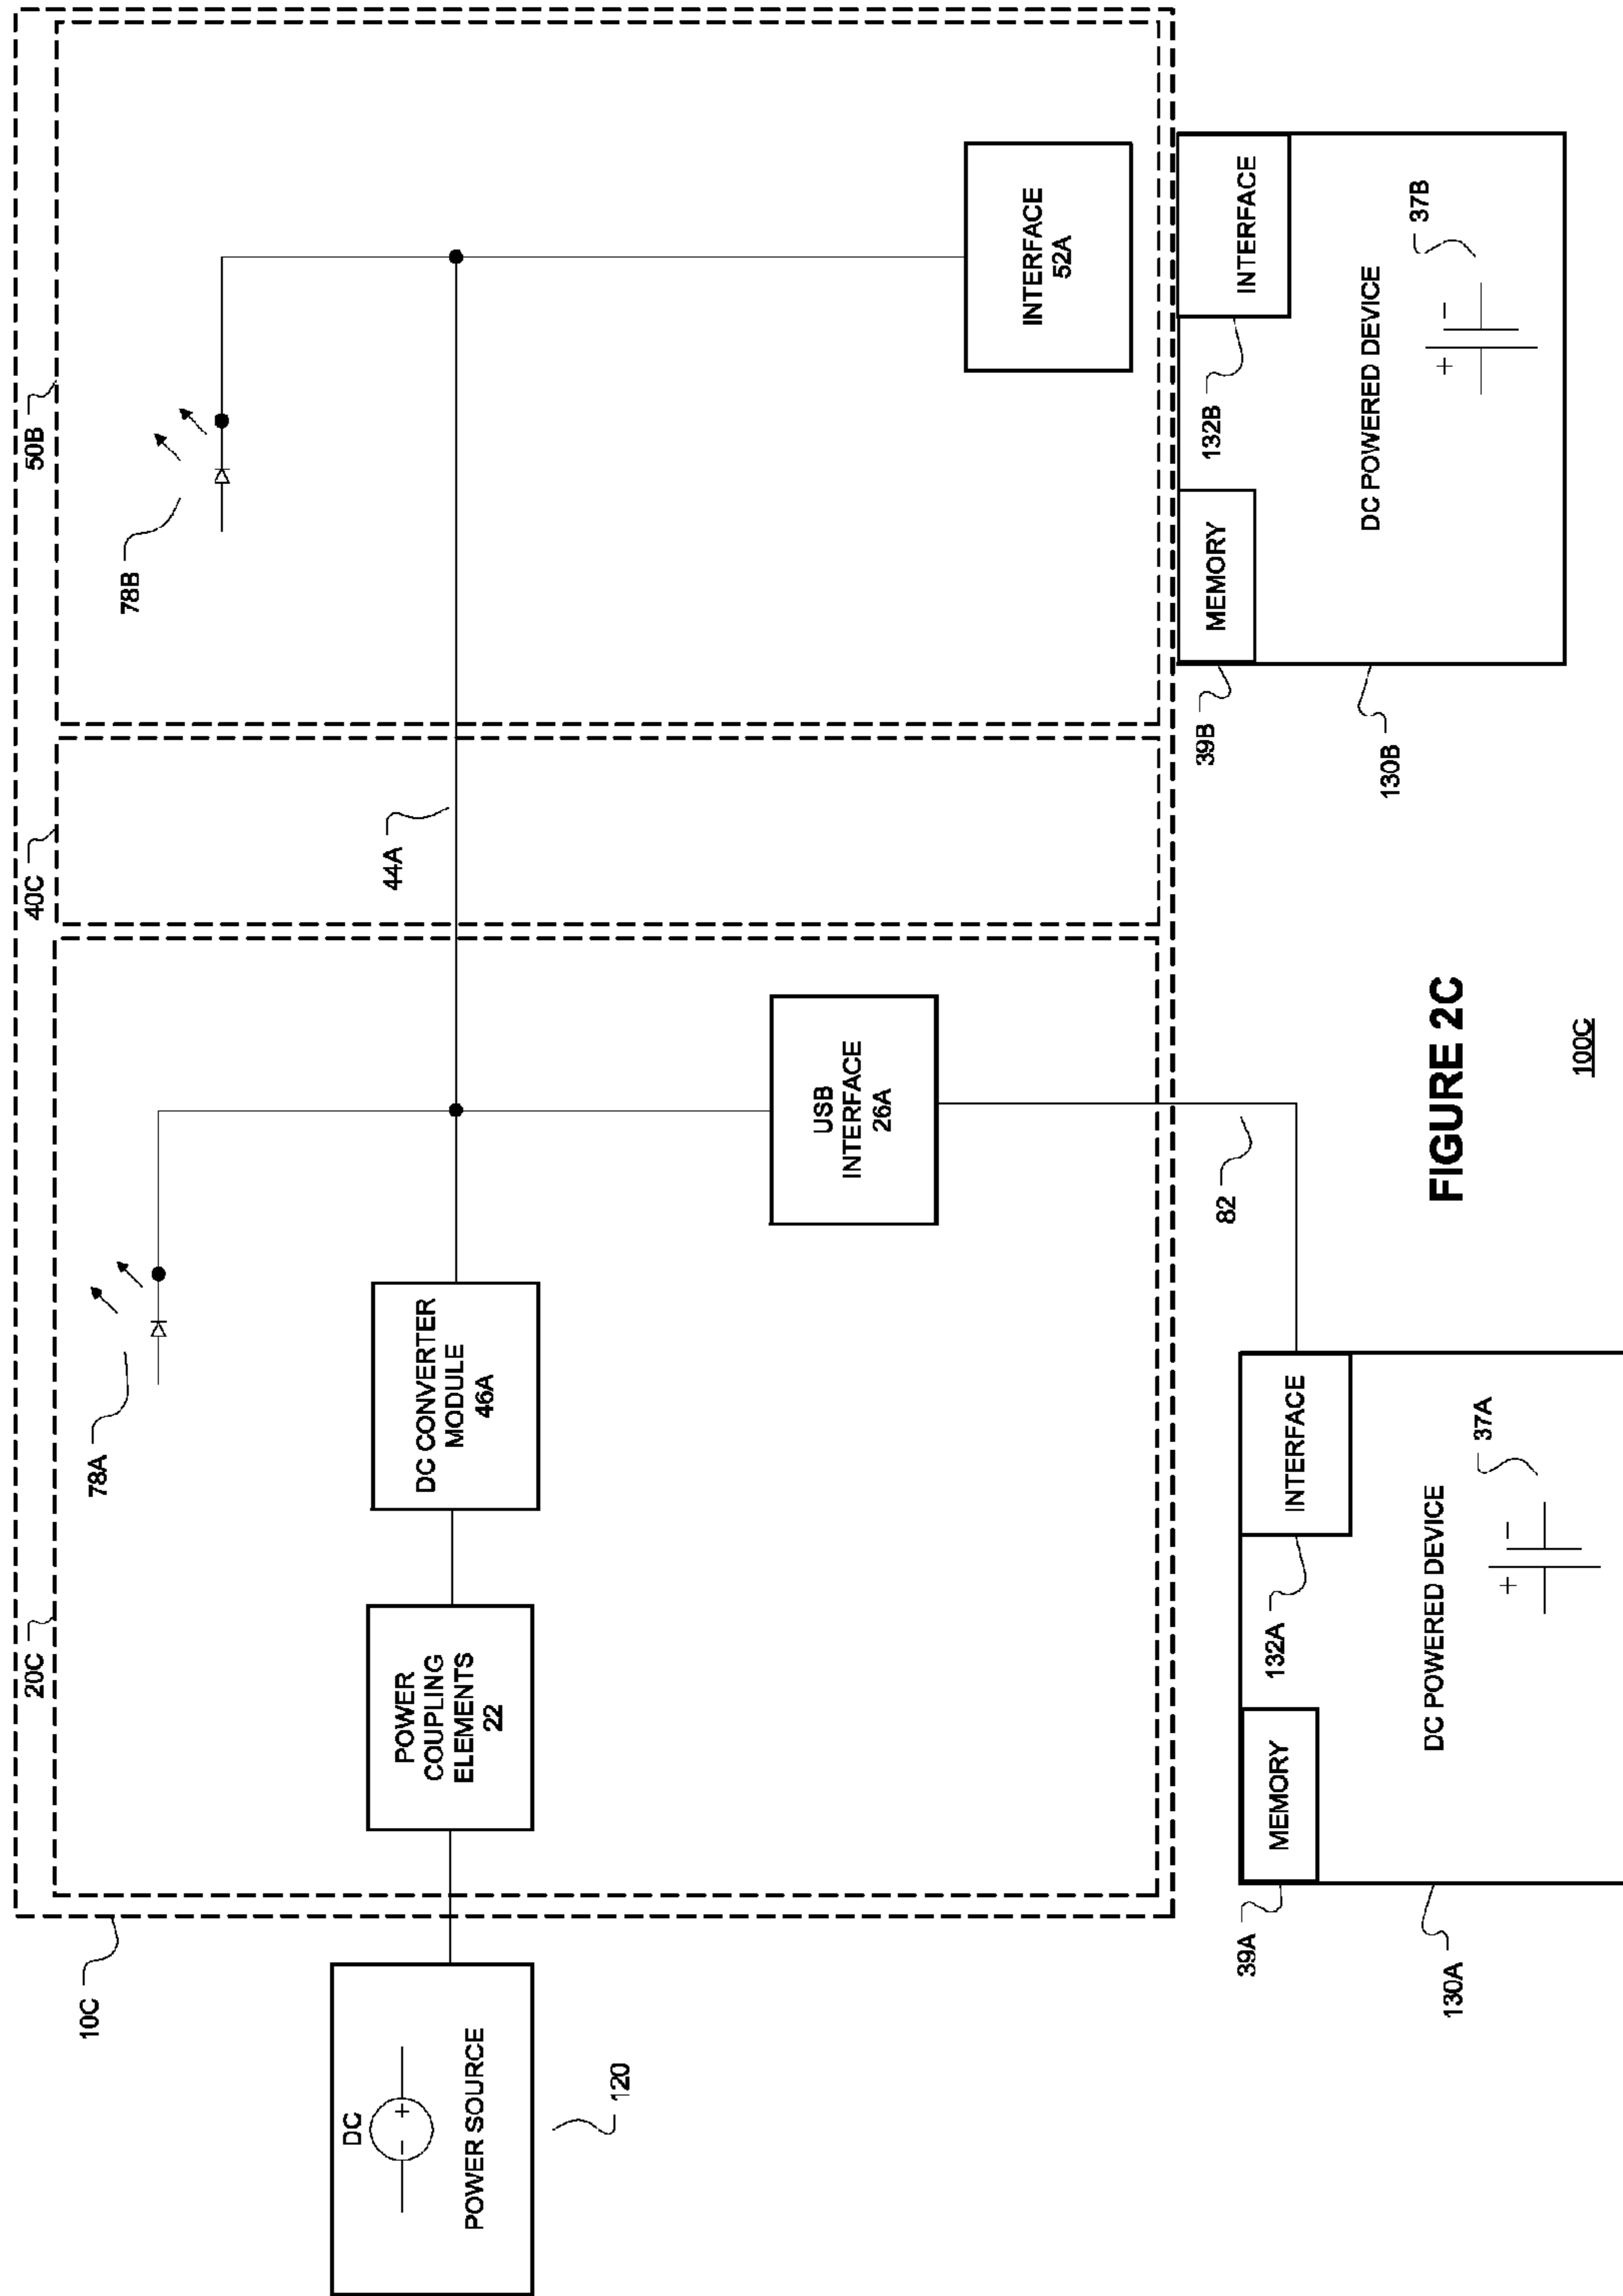 10C
20C
40C
50B
78A
78B
DC
- +
POWER SOURCE
120
POWER
COUPLING
ELEMENTS
22
DC CONVERTER
MODULE
46A
44A
USB
INTERFACE
26A
INTERFACE
52A
82
39A
MEMORY
132A
INTERFACE
DC POWERED DEVICE
+ -
37A
130A
39B
MEMORY
132B
INTERFACE
DC POWERED DEVICE
+ -
37B
130B
FIGURE 2C
100C